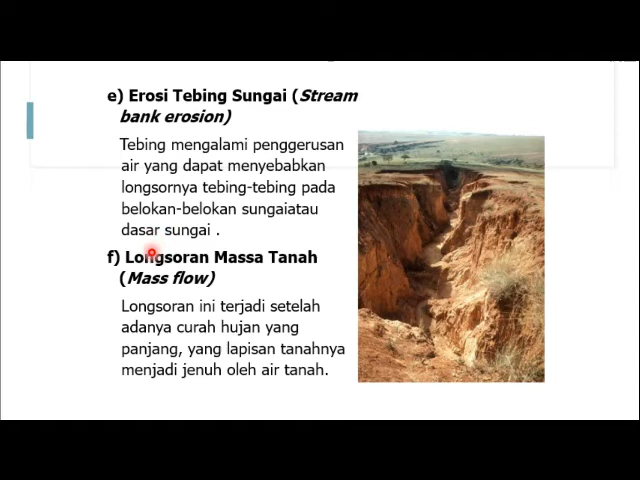 e) Erosi Tebing Sungai (Stream
bank erosion)
Tebing mengalami penggerusan
air yang dapat menyebabkan
longsornya tebing-tebing pada
belokan-belokan sungaiatau
dasar sungai .
f) Longsoran Massa Tanah
(Mass flow)
Longsoran ini terjadi setelah
adanya curah hujan yang
panjang, yang lapisan tanahnya
menjadi jenuh oleh air tanah.